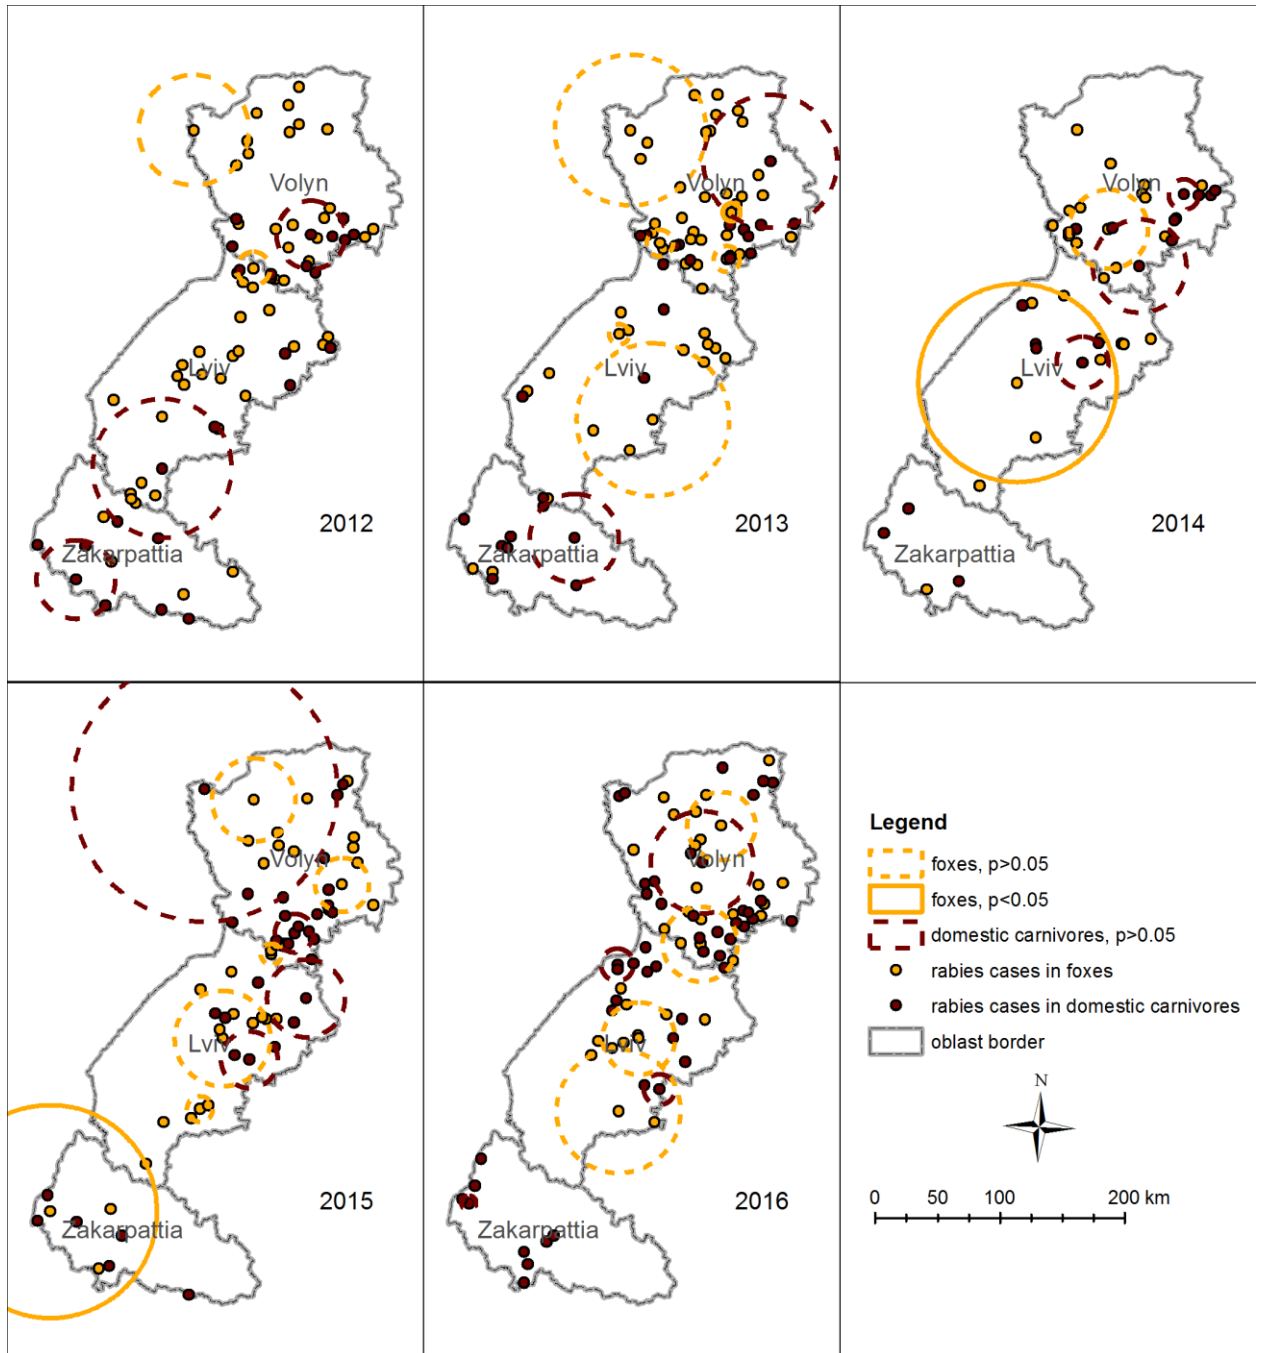 Volyn
Lviv
Zakarpattia
2012
Volyn
Lviv
Zakarpattia
2013
Volyn
Lviv
Zakarpattia
2014
Volyn
Lviv
Zakarpattia
2015
Volyn
Lviv
Zakarpattia
2016
Legend
foxes, p>0.05
foxes, p<0.05
domestic carnivores, p>0.05
rabies cases in foxes
rabies cases in domestic carnivores
oblast border
N
0 50 100 200 km